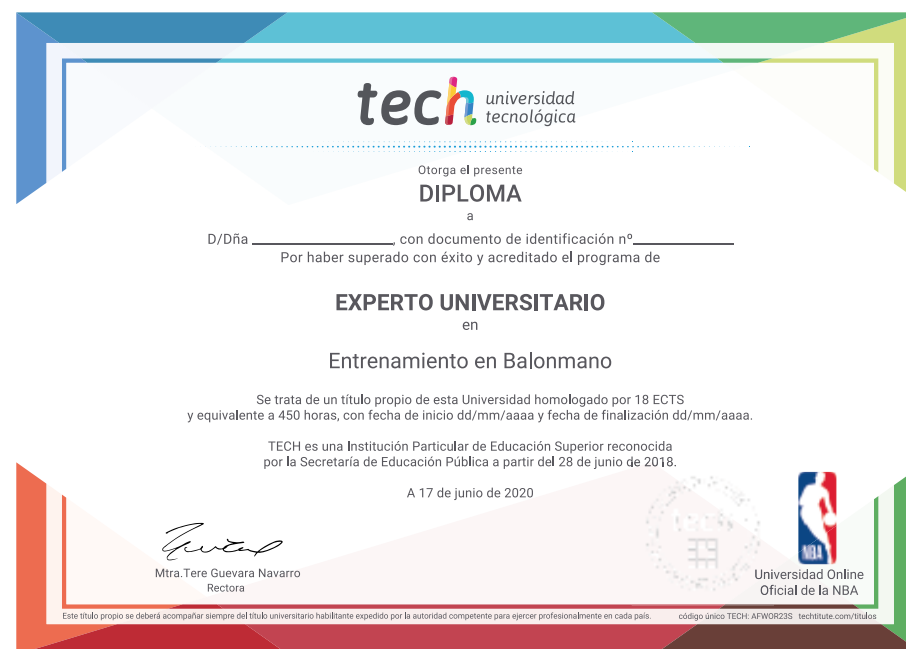 tech universidad
tecnológica
Otorga el presente
DIPLOMA
a
D/Dña ____________________, con documento de identificación nº______________
Por haber superado con éxito y acreditado el programa de
EXPERTO UNIVERSITARIO
en
Entrenamiento en Balonmano
Se trata de un título propio de esta Universidad homologado por 18 ECTS
y equivalente a 450 horas, con fecha de inicio dd/mm/aaaa y fecha de finalización dd/mm/aaaa.
TECH es una Institución Particular de Educación Superior reconocida
por la Secretaría de Educación Pública a partir del 28 de junio de 2018.
A 17 de junio de 2020
Mtra.Tere Guevara Navarro
Rectora
NBA
Universidad Online
Oficial de la NBA
Este título propio se deberá acompañar siempre del título universitario habilitante expedido por la autoridad competente para ejercer profesionalmente en cada país. código único TECH: AFWOR23S techtitute.com/titulos